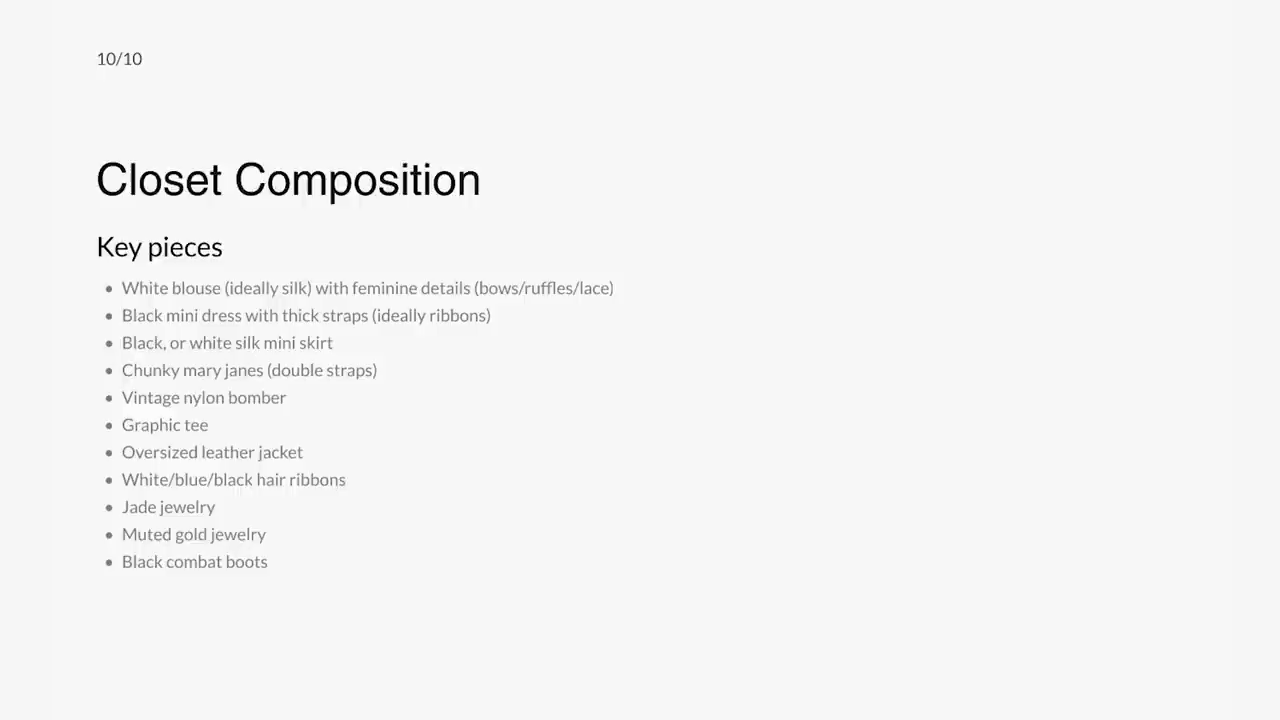 10/10
Closet Composition
Key pieces
• White blouse (ideally silk) with feminine details (bows/ruffles/lace)
• Black mini dress with thick straps (ideally ribbons)
• Black, or white silk mini skirt
• Chunky mary janes (double straps)
• Vintage nylon bomber
• Graphic tee
• Oversized leather jacket
• White/blue/black hair ribbons
• Jade jewelry
• Muted gold jewelry
• Black combat boots